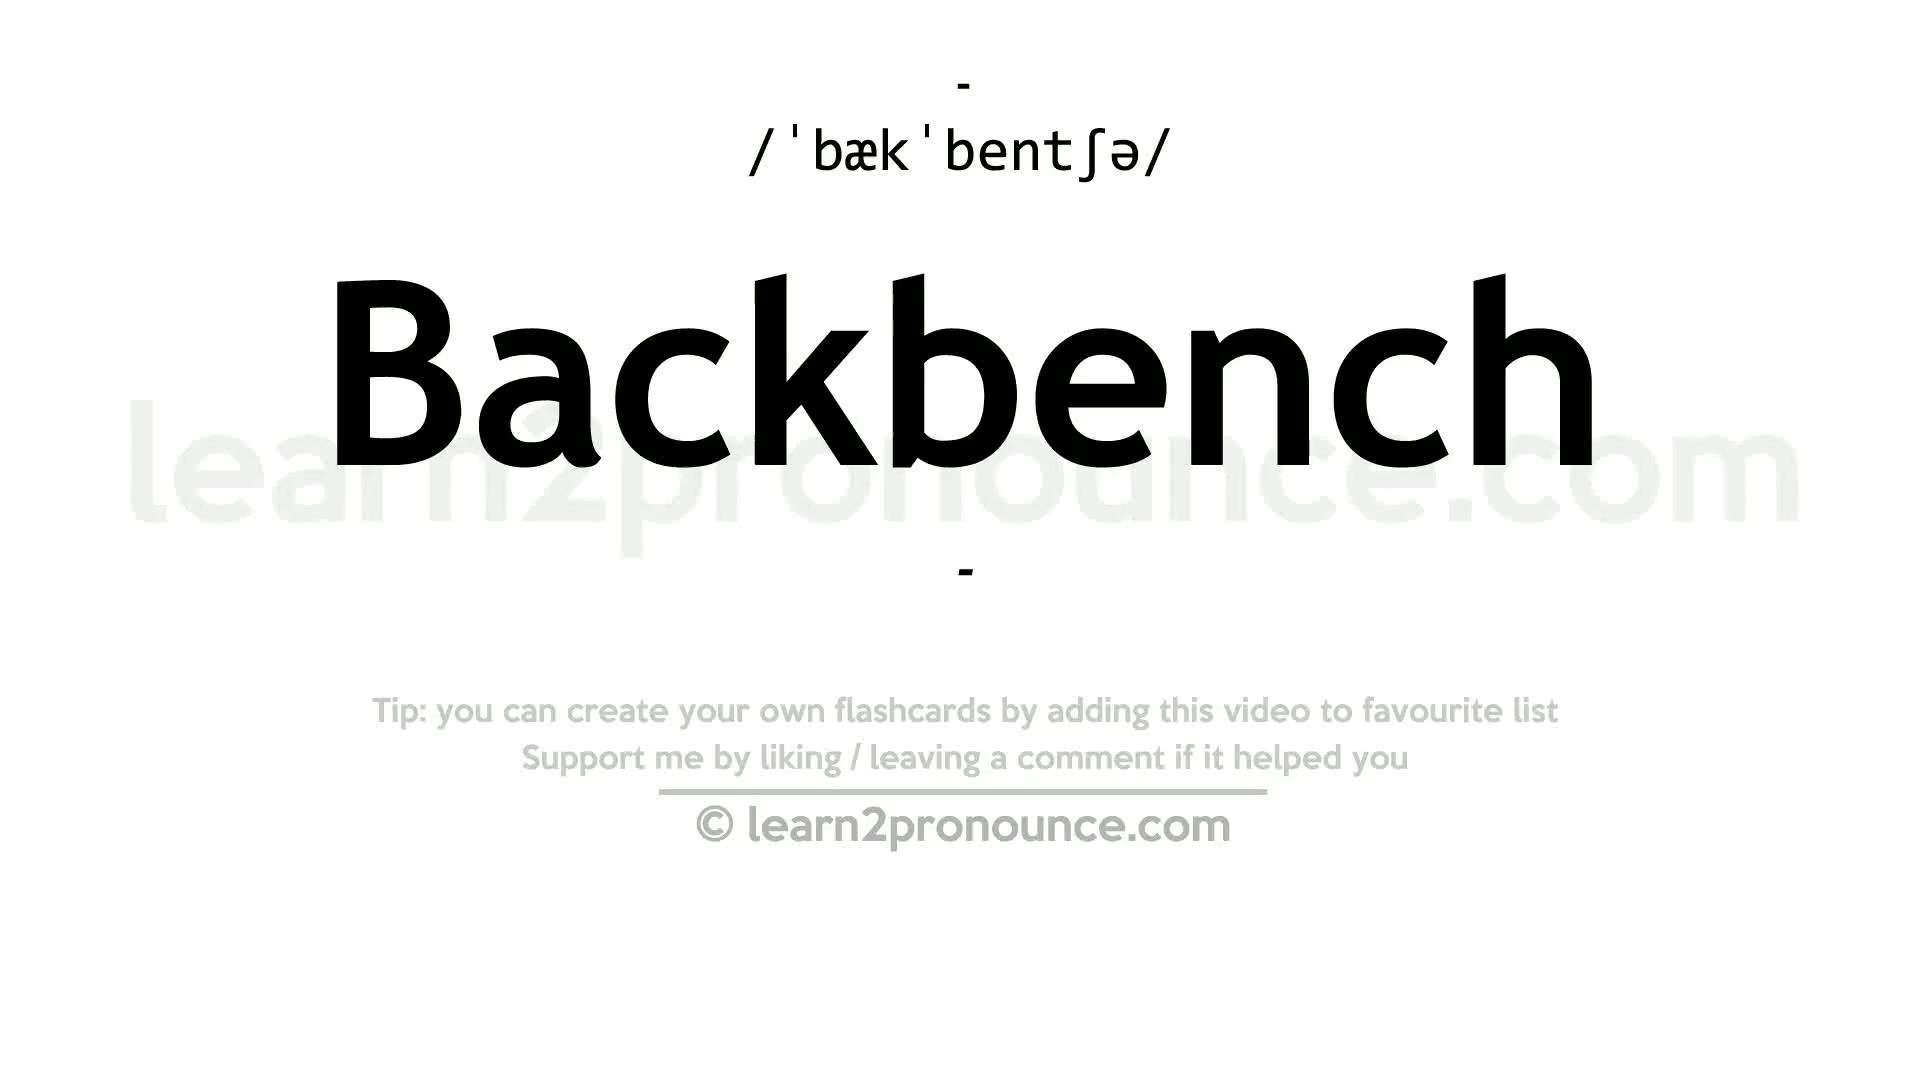 -
/ˈbækˈbentʃə/
Backbench
learn2pronounce.com
-
Tip: you can create your own flashcards by adding this video to favourite list
Support me by liking / leaving a comment if it helped you
© learn2pronounce.com